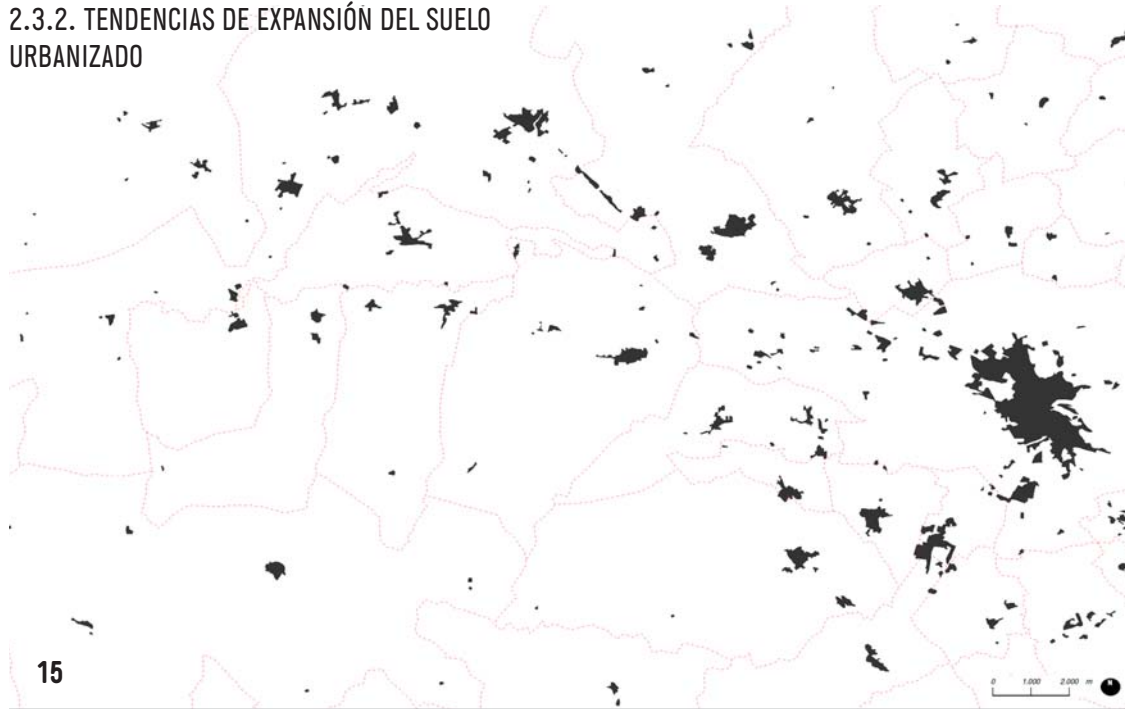 2.3.2. TENDENCIAS DE EXPANSIÓN DEL SUELO
URBANIZADO
15
0 1.000 2.000 m N